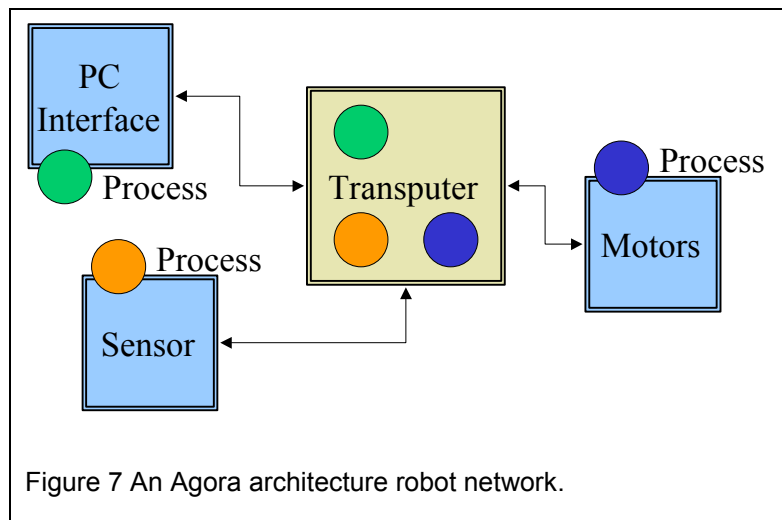 PC
Interface
Process
Transputer
Process
Motors
Process
Sensor
Figure 7 An Agora architecture robot network.